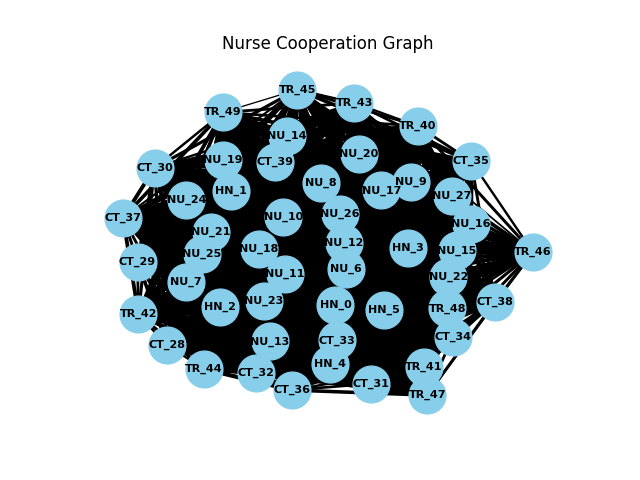 Nurse Cooperation Graph
TR_45
TR_43
TR_49
TR_40
NU_14
NU_20
NU_19
CT_39
CT_35
CT_30
NU_8
NU_9
NU_17
HN_1
NU_27
NU_24
NU_26
NU_10
CT_37
NU_16
NU_21
NU_12
HN_3
NU_18
NU_15
TR_46
NU_25
CT_29
NU_6
NU_11
NU_22
NU_7
NU_23
CT_38
HN_2
HN_0
TR_48
HN_5
TR_42
CT_34
CT_33
NU_13
CT_28
HN_4
TR_41
TR_44
CT_32
CT_31
CT_36
TR_47